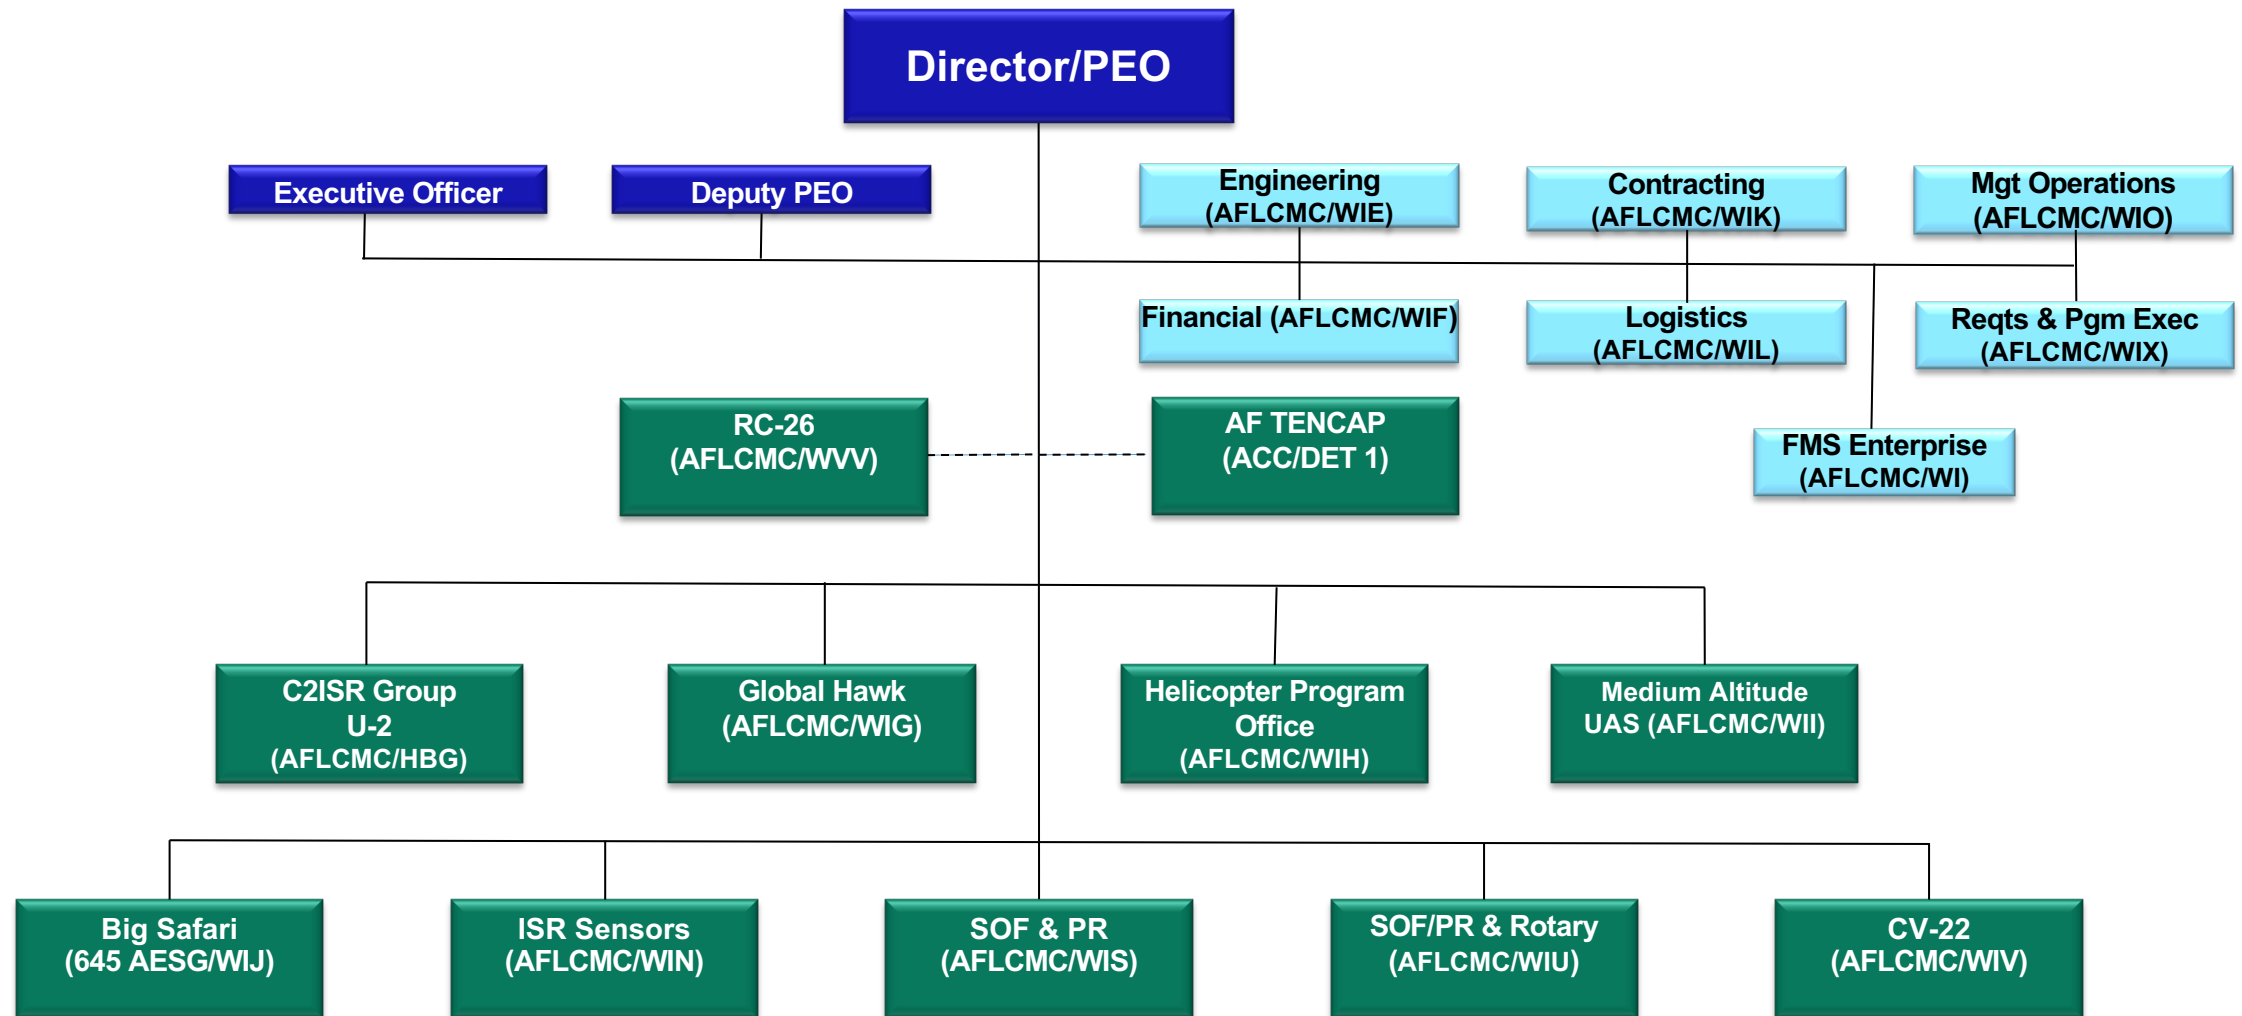 Director/PEO
Executive Officer
Deputy PEO
Engineering
(AFLCMC/WIE)
Contracting
(AFLCMC/WIK)
Mgt Operations
(AFLCMC/WIO)
Financial (AFLCMC/WIF)
Logistics
(AFLCMC/WIL)
Reqts & Pgm Exec
(AFLCMC/WIX)
RC-26
(AFLCMC/WVV)
AF TENCAP
(ACC/DET 1)
FMS Enterprise
(AFLCMC/WI)
C2ISR Group
U-2
(AFLCMC/HBG)
Global Hawk
(AFLCMC/WIG)
Helicopter Program
Office
(AFLCMC/WIH)
Medium Altitude
UAS (AFLCMC/WII)
Big Safari
(645 AESG/WIJ)
ISR Sensors
(AFLCMC/WIN)
SOF & PR
(AFLCMC/WIS)
SOF/PR & Rotary
(AFLCMC/WIU)
CV-22
(AFLCMC/WIV)